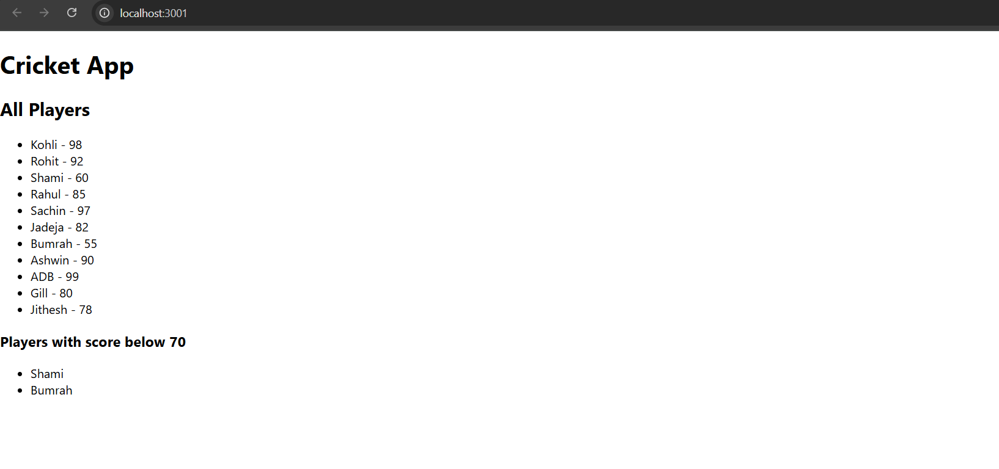 localhost:3001
Cricket App
All Players
Kohli - 98
Rohit - 92
Shami - 60
Rahul - 85
Sachin - 97
Jadeja - 82
Bumrah - 55
Ashwin - 90
ADB - 99
Gill - 80
Jithesh - 78
Players with score below 70
Shami
Bumrah